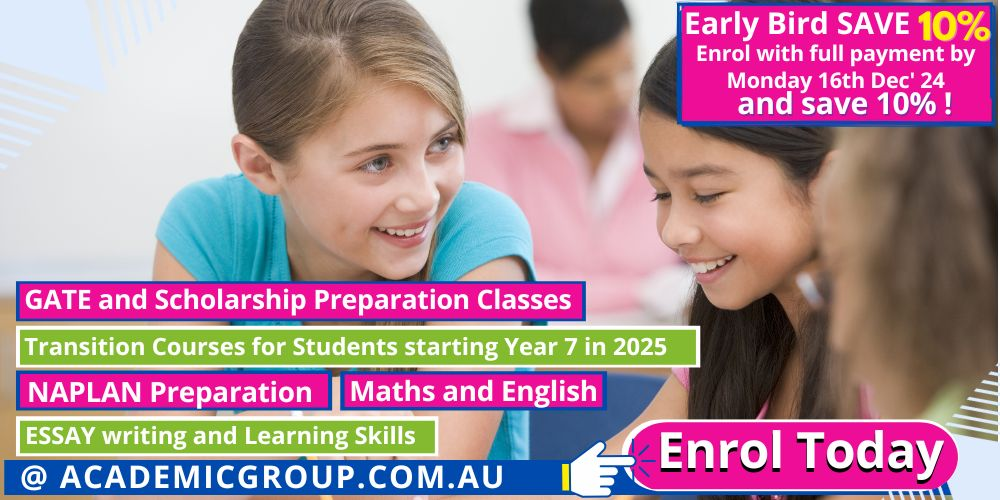 Early Bird SAVE 10%
Enrol with full payment by
Monday 16th Dec' 24
and save 10% !
GATE and Scholarship Preparation Classes
Transition Courses for Students starting Year 7 in 2025
NAPLAN Preparation
Maths and English
ESSAY writing and Learning Skills
@ ACADEMICGROUP.COM.AU
Enrol Today